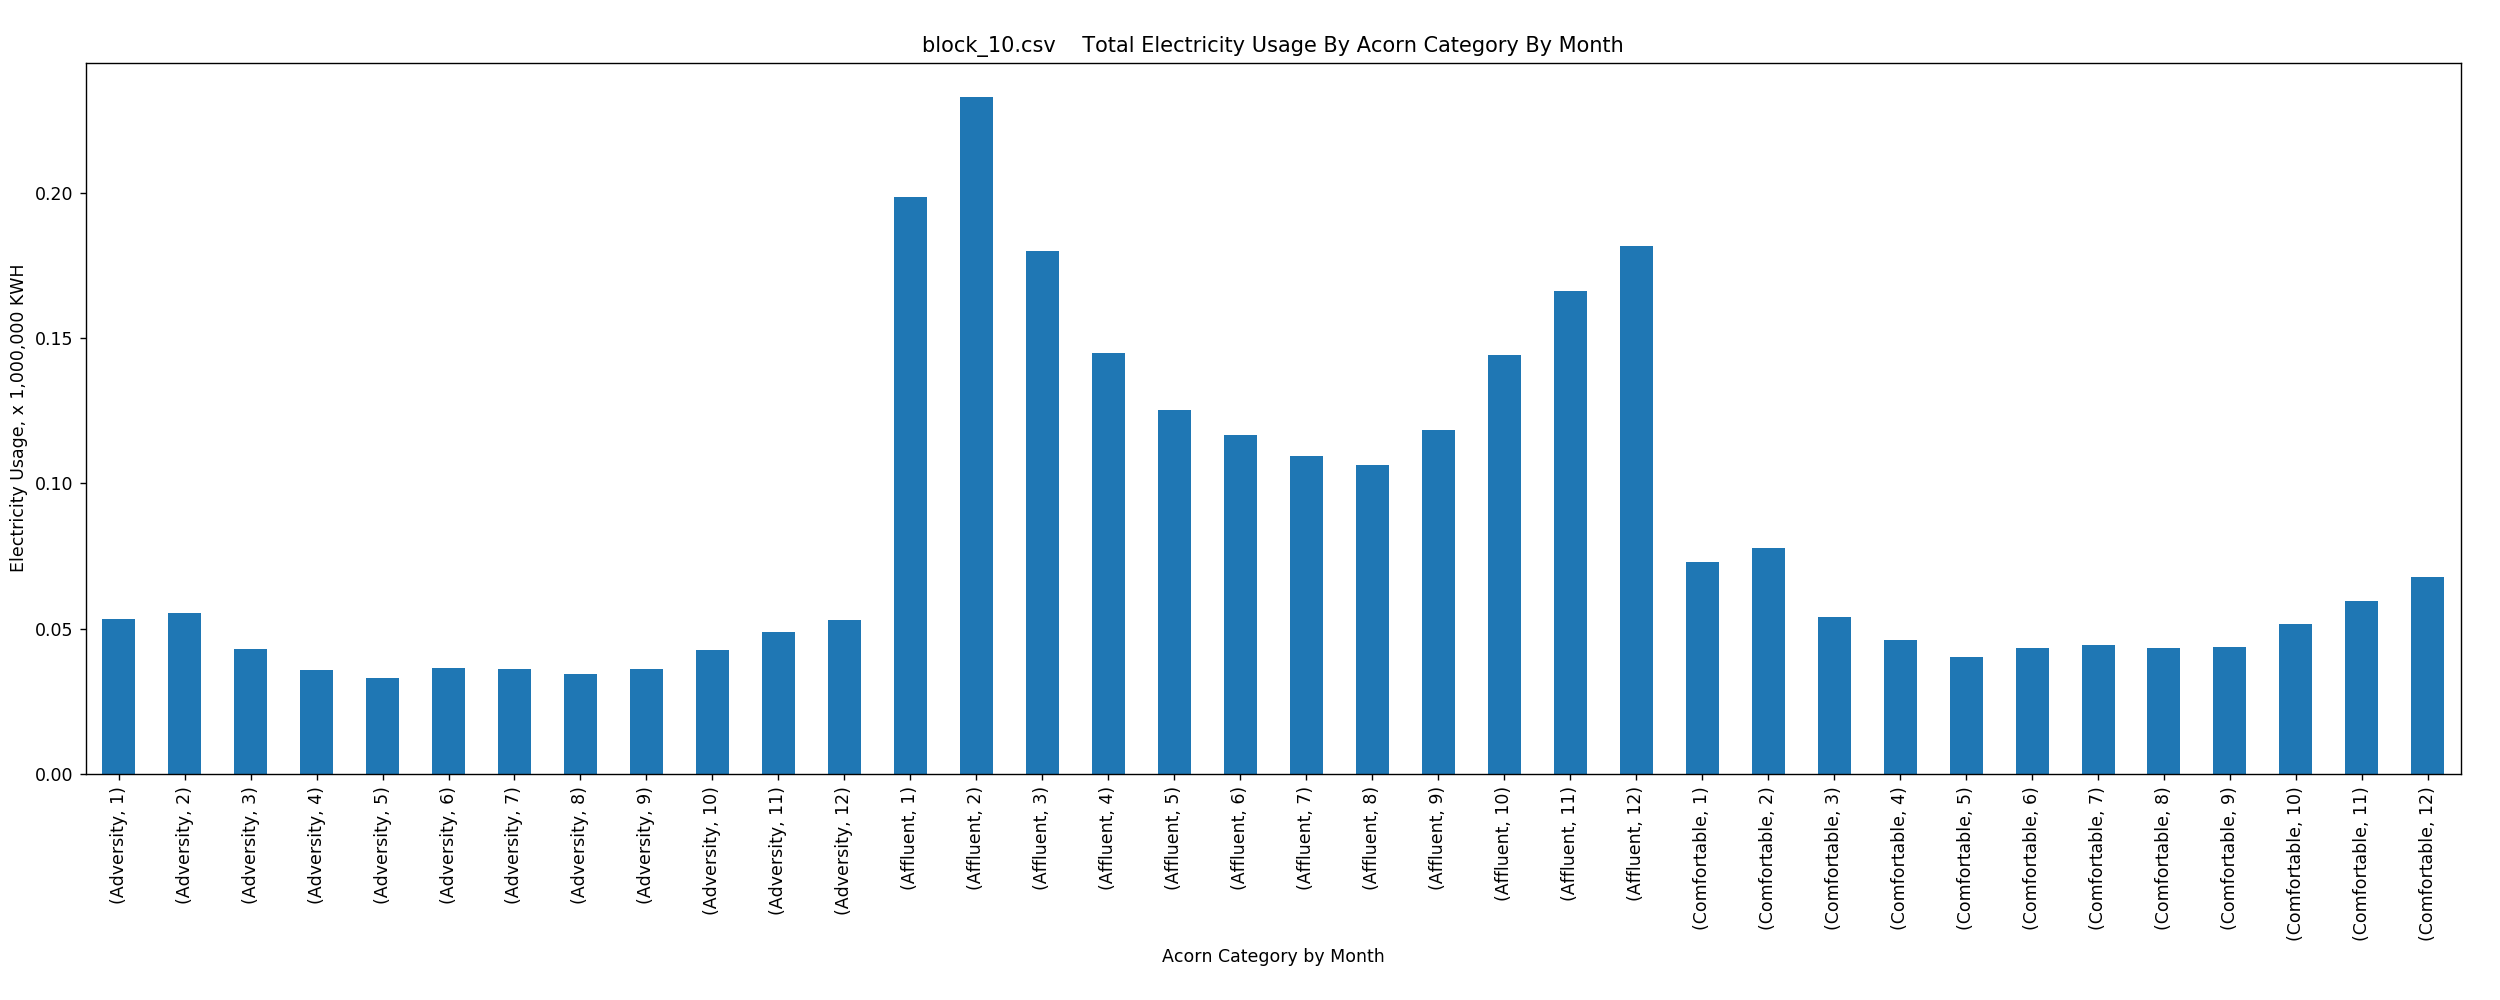 block_10.csv    Total Electricity Usage By Acorn Category By Month
Electricity Usage, x 1,000,000 KWH
0.20
0.15
0.10
0.05
0.00
(Adversity, 1)
(Adversity, 2)
(Adversity, 3)
(Adversity, 4)
(Adversity, 5)
(Adversity, 6)
(Adversity, 7)
(Adversity, 8)
(Adversity, 9)
(Adversity, 10)
(Adversity, 11)
(Adversity, 12)
(Affluent, 1)
(Affluent, 2)
(Affluent, 3)
(Affluent, 4)
(Affluent, 5)
(Affluent, 6)
(Affluent, 7)
(Affluent, 8)
(Affluent, 9)
(Affluent, 10)
(Affluent, 11)
(Affluent, 12)
(Comfortable, 1)
(Comfortable, 2)
(Comfortable, 3)
(Comfortable, 4)
(Comfortable, 5)
(Comfortable, 6)
(Comfortable, 7)
(Comfortable, 8)
(Comfortable, 9)
(Comfortable, 10)
(Comfortable, 11)
(Comfortable, 12)
Acorn Category by Month